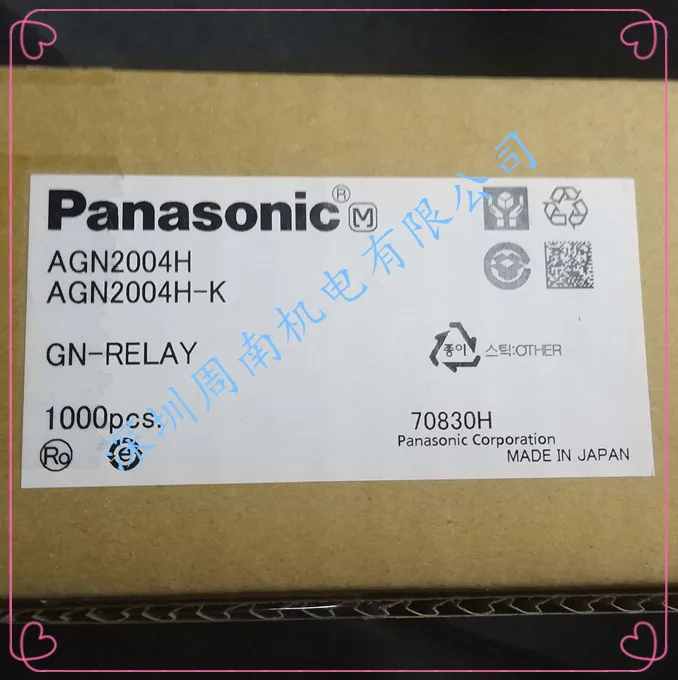 Panasonic® M
AGN2004H
AGN2004H-K
GN-RELAY
1000pcs.
종이 스틱:OTHER
70830H
Panasonic Corporation
MADE IN JAPAN
Ro e
深圳周南机电有限公司